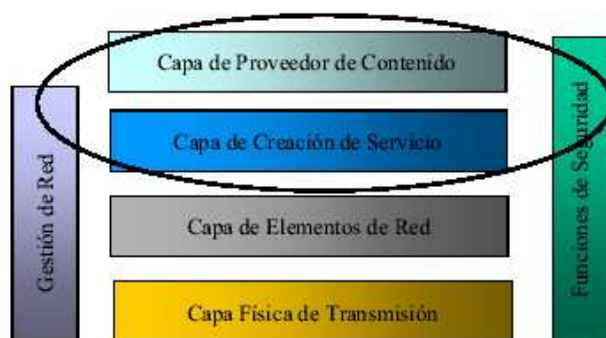 Capa de Proveedor de Contenido
Capa de Creación de Servicio
Capa de Elementos de Red
Capa Física de Transmisión
Gestión de Red
Funciones de Seguridad